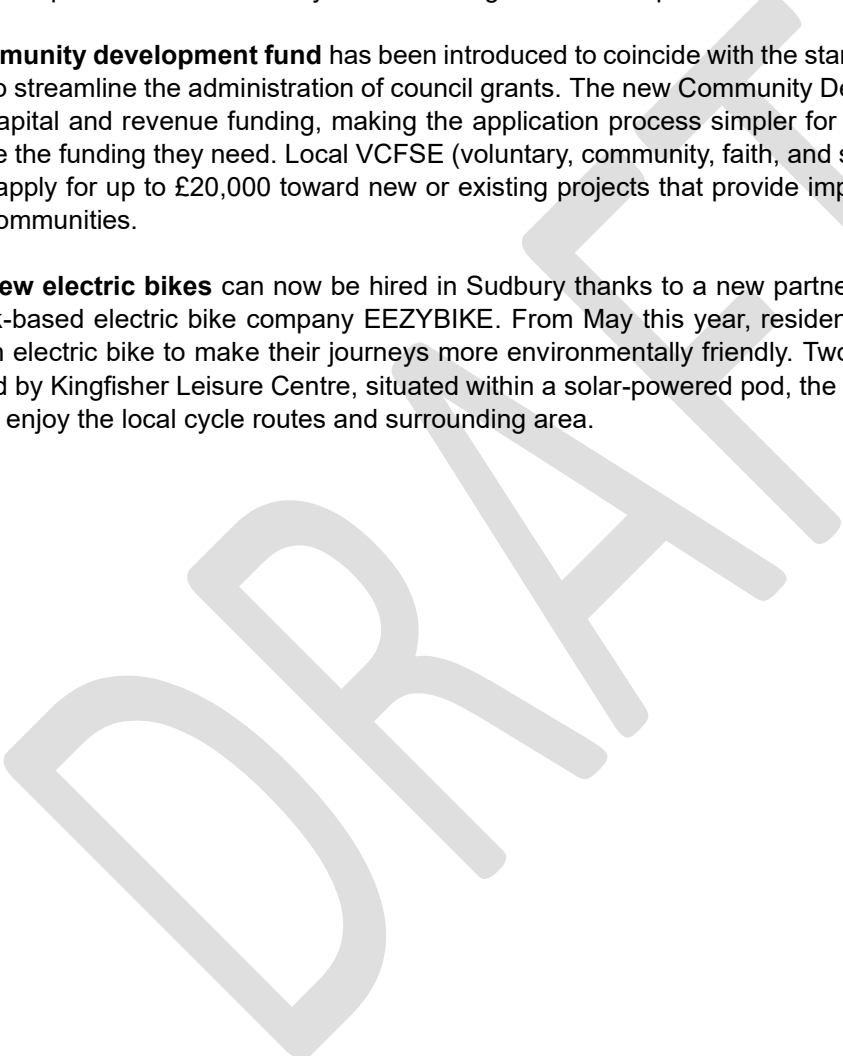 munity development fund has been introduced to coincide with the star
o streamline the administration of council grants. The new Community De
apital and revenue funding, making the application process simpler for
e the funding they need. Local VCFSE (voluntary, community, faith, and s
apply for up to £20,000 toward new or existing projects that provide imp
ommunities.
ew electric bikes can now be hired in Sudbury thanks to a new partne
k-based electric bike company EEZYBIKE. From May this year, residen
n electric bike to make their journeys more environmentally friendly. Two
d by Kingfisher Leisure Centre, situated within a solar-powered pod, the
enjoy the local cycle routes and surrounding area.
DRAFT